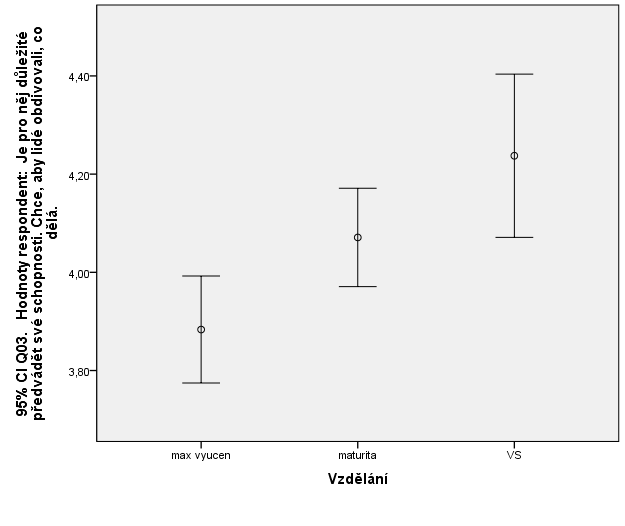 95% CI Q03. Hodnoty respondent: Je pro něj důležité
předvádět své schopnosti. Chce, aby lidé obdivovali, co
dělá.
4,40
4,20
4,00
3,80
max vyucen
maturita
VS
Vzdělání